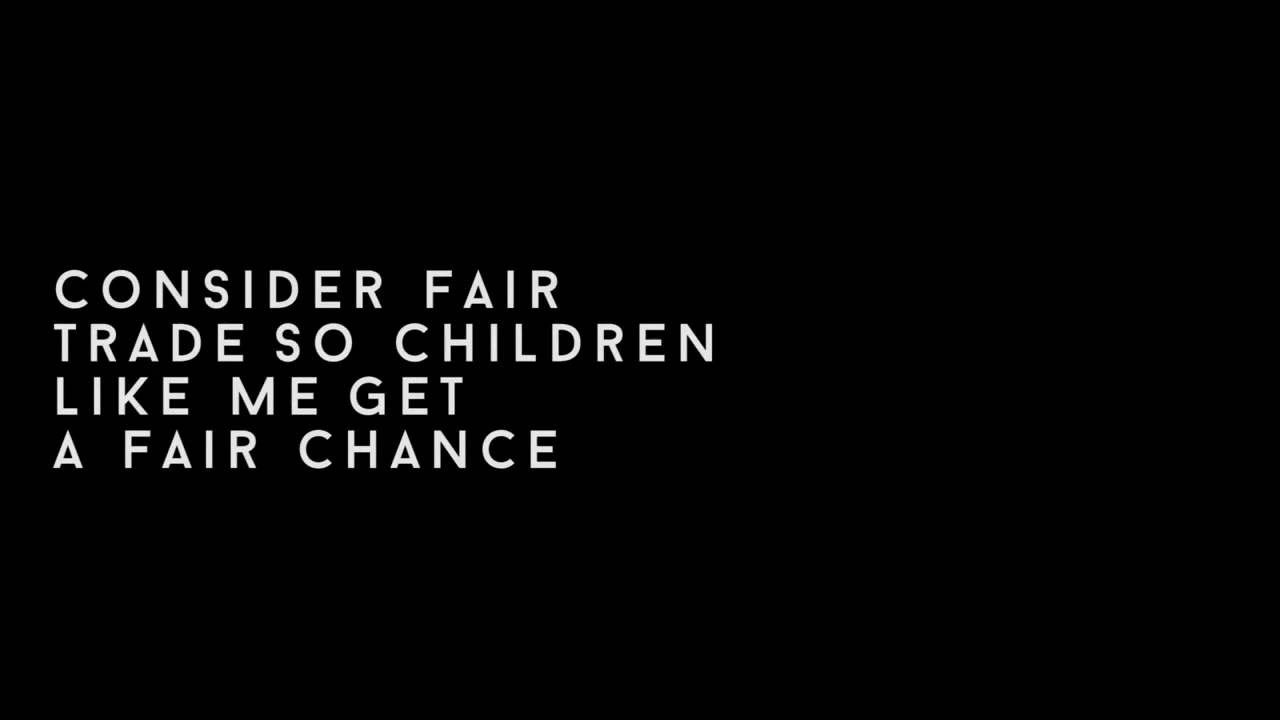 CONSIDER FAIR
TRADE SO CHILDREN
LIKE ME GET
A FAIR CHANCE